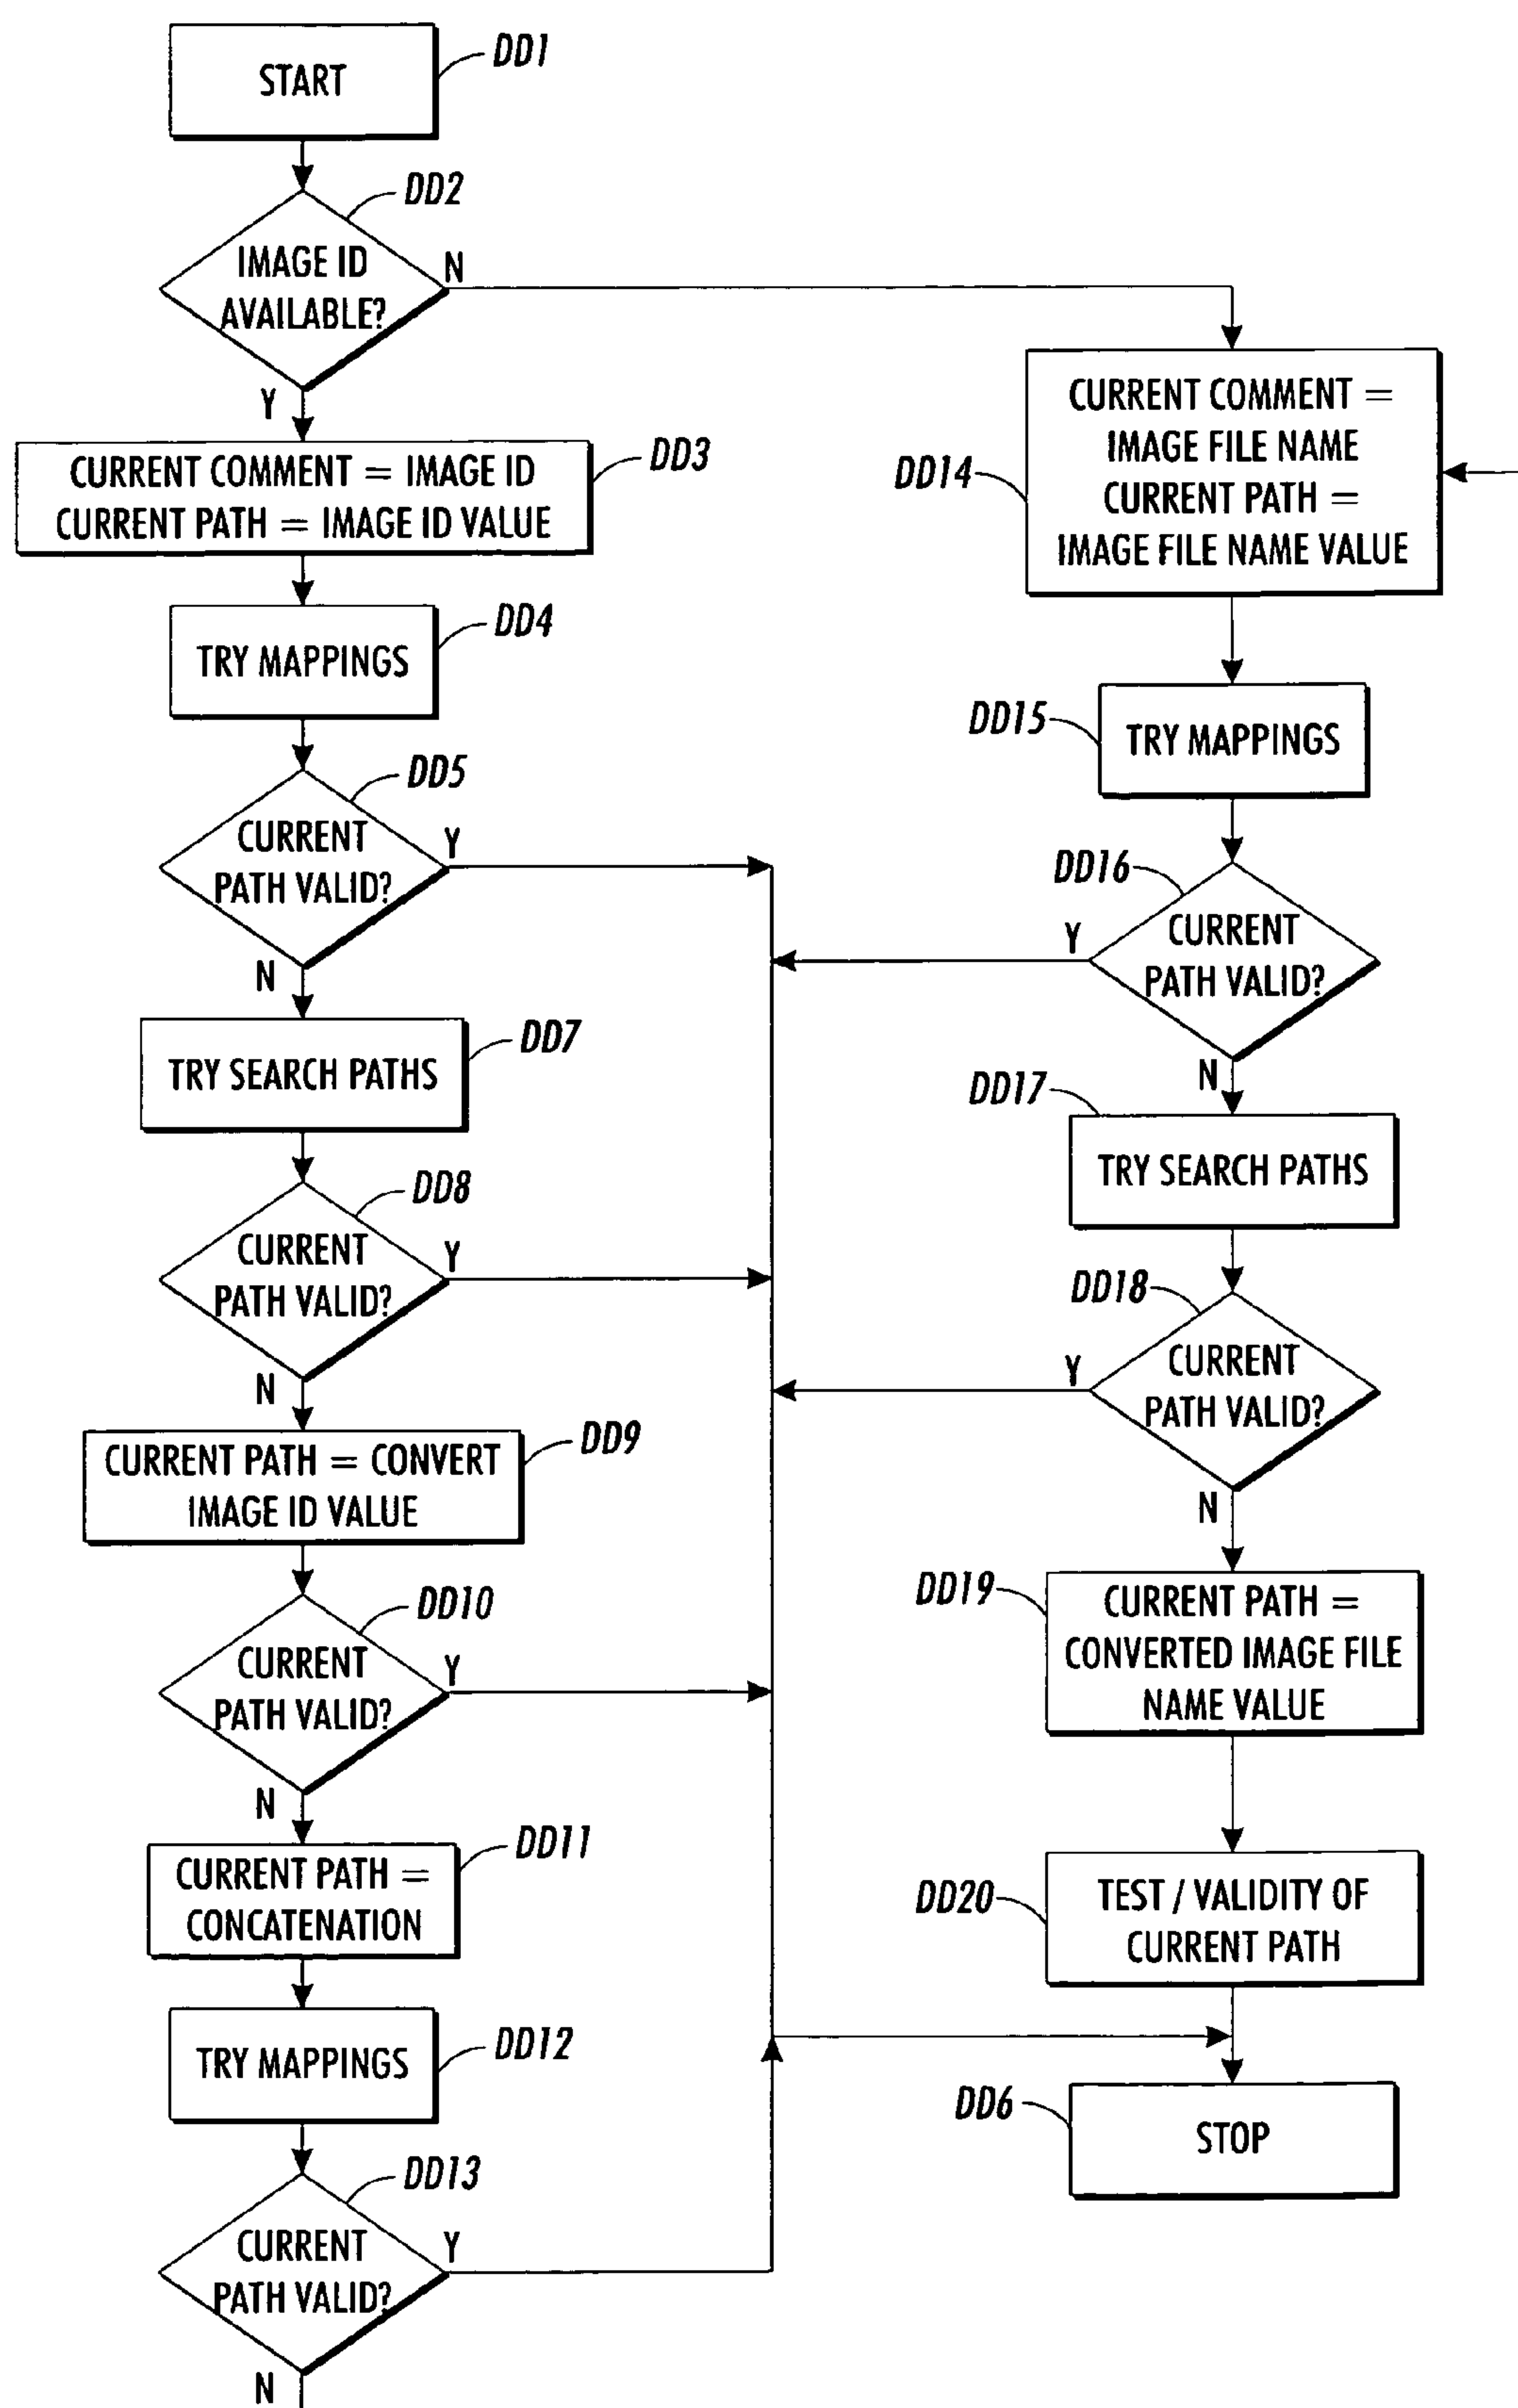 START
DD1
DD2
IMAGE ID
AVAILABLE?
N
Y
CURRENT COMMENT = IMAGE ID
CURRENT PATH = IMAGE ID VALUE
DD3
TRY MAPPINGS
DD4
DD5
CURRENT
PATH VALID?
Y
N
TRY SEARCH PATHS
DD7
DD8
CURRENT
PATH VALID?
Y
N
CURRENT PATH = CONVERT
IMAGE ID VALUE
DD9
DD10
CURRENT
PATH VALID?
Y
N
CURRENT PATH =
CONCATENATION
DD11
TRY MAPPINGS
DD12
DD13
CURRENT
PATH VALID?
Y
N
DD14
CURRENT COMMENT =
IMAGE FILE NAME
CURRENT PATH =
IMAGE FILE NAME VALUE
DD15
TRY MAPPINGS
DD16
CURRENT
PATH VALID?
Y
N
DD17
TRY SEARCH PATHS
DD18
CURRENT
PATH VALID?
Y
N
DD19
CURRENT PATH =
CONVERTED IMAGE FILE
NAME VALUE
DD20
TEST / VALIDITY OF
CURRENT PATH
DD6
STOP